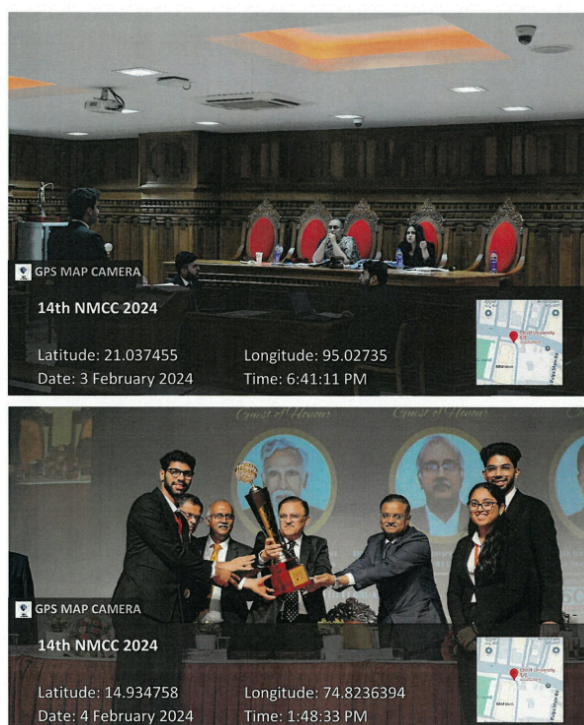 GPS MAP CAMERA
14th NMCC 2024
Latitude: 21.037455
Longitude: 95.02735
Date: 3 February 2024
Time: 6:41:11 PM
Guest of Honour
Guest of Honour
GPS MAP CAMERA
14th NMCC 2024
Latitude: 14.934758
Longitude: 74.8236394
Date: 4 February 2024
Time: 1:48:33 PM